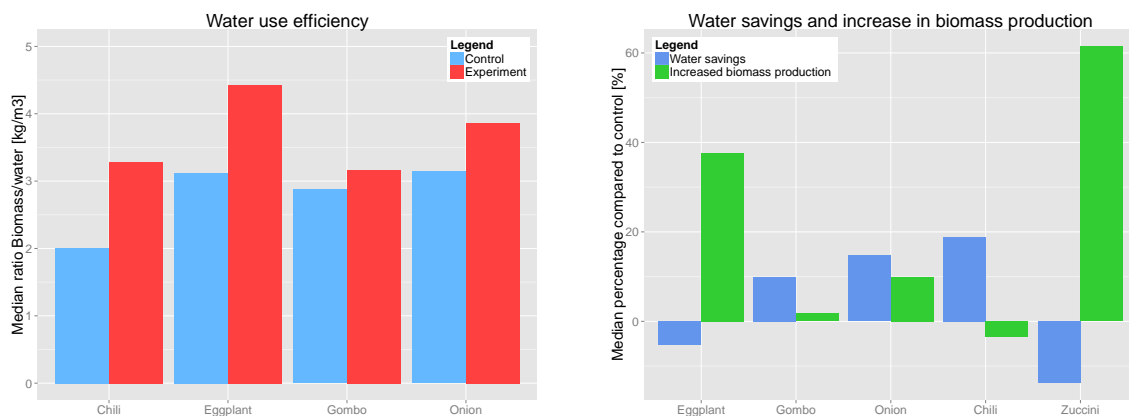 Water use efficiency
Median ratio Biomass/water [kg/m3]
5
4
3
2
1
0
Legend
Control
Experiment
Chili
Eggplant
Gombo
Onion
Water savings and increase in biomass production
Median percentage compared to control [%]
60
40
20
0
Legend
Water savings
Increased biomass production
Eggplant
Gombo
Onion
Chili
Zuccini